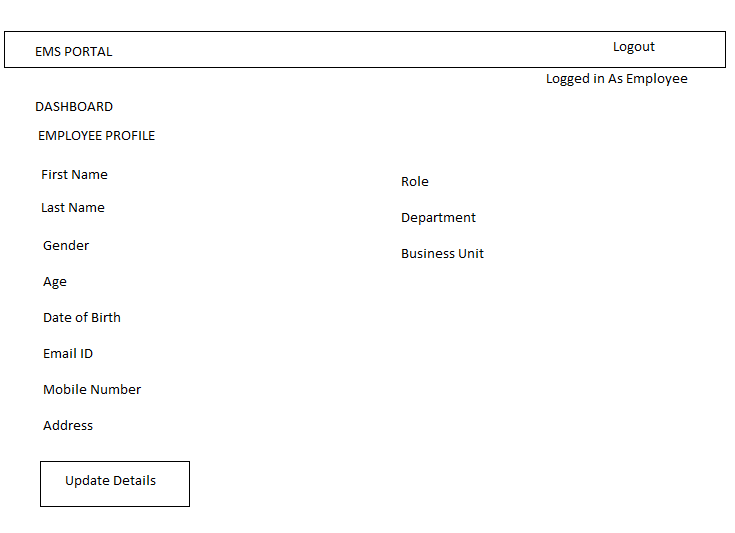 EMS PORTAL
Logout
Logged in As Employee
DASHBOARD
EMPLOYEE PROFILE
First Name
Last Name
Gender
Age
Date of Birth
Email ID
Mobile Number
Address
Role
Department
Business Unit
Update Details